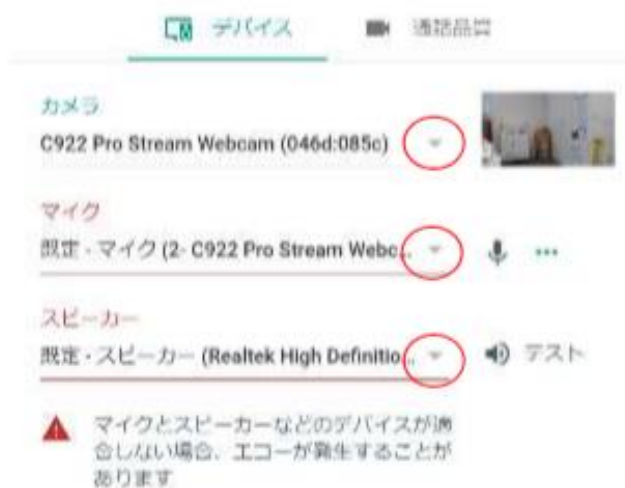 デバイス 通話品質
カメラ
C922 Pro Stream Webcam (046d:085c)
マイク
既定 - マイク (2- C922 Pro Stream Webc...
スピーカー
既定 - スピーカー (Realtek High Definitio... テスト
マイクとスピーカーなどのデバイスが適
合しない場合、エコーが発生することが
あります